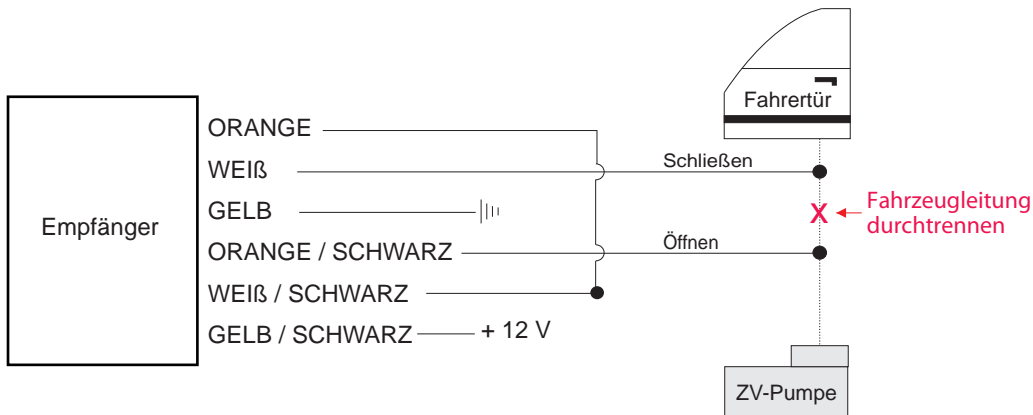 Fahrertür
ORANGE
WEIß
Schließen
GELB
Fahrzeugleitung
durchtrennen
X
Empfänger
ORANGE / SCHWARZ
Öffnen
WEIß / SCHWARZ
GELB / SCHWARZ
+ 12 V
ZV-Pumpe